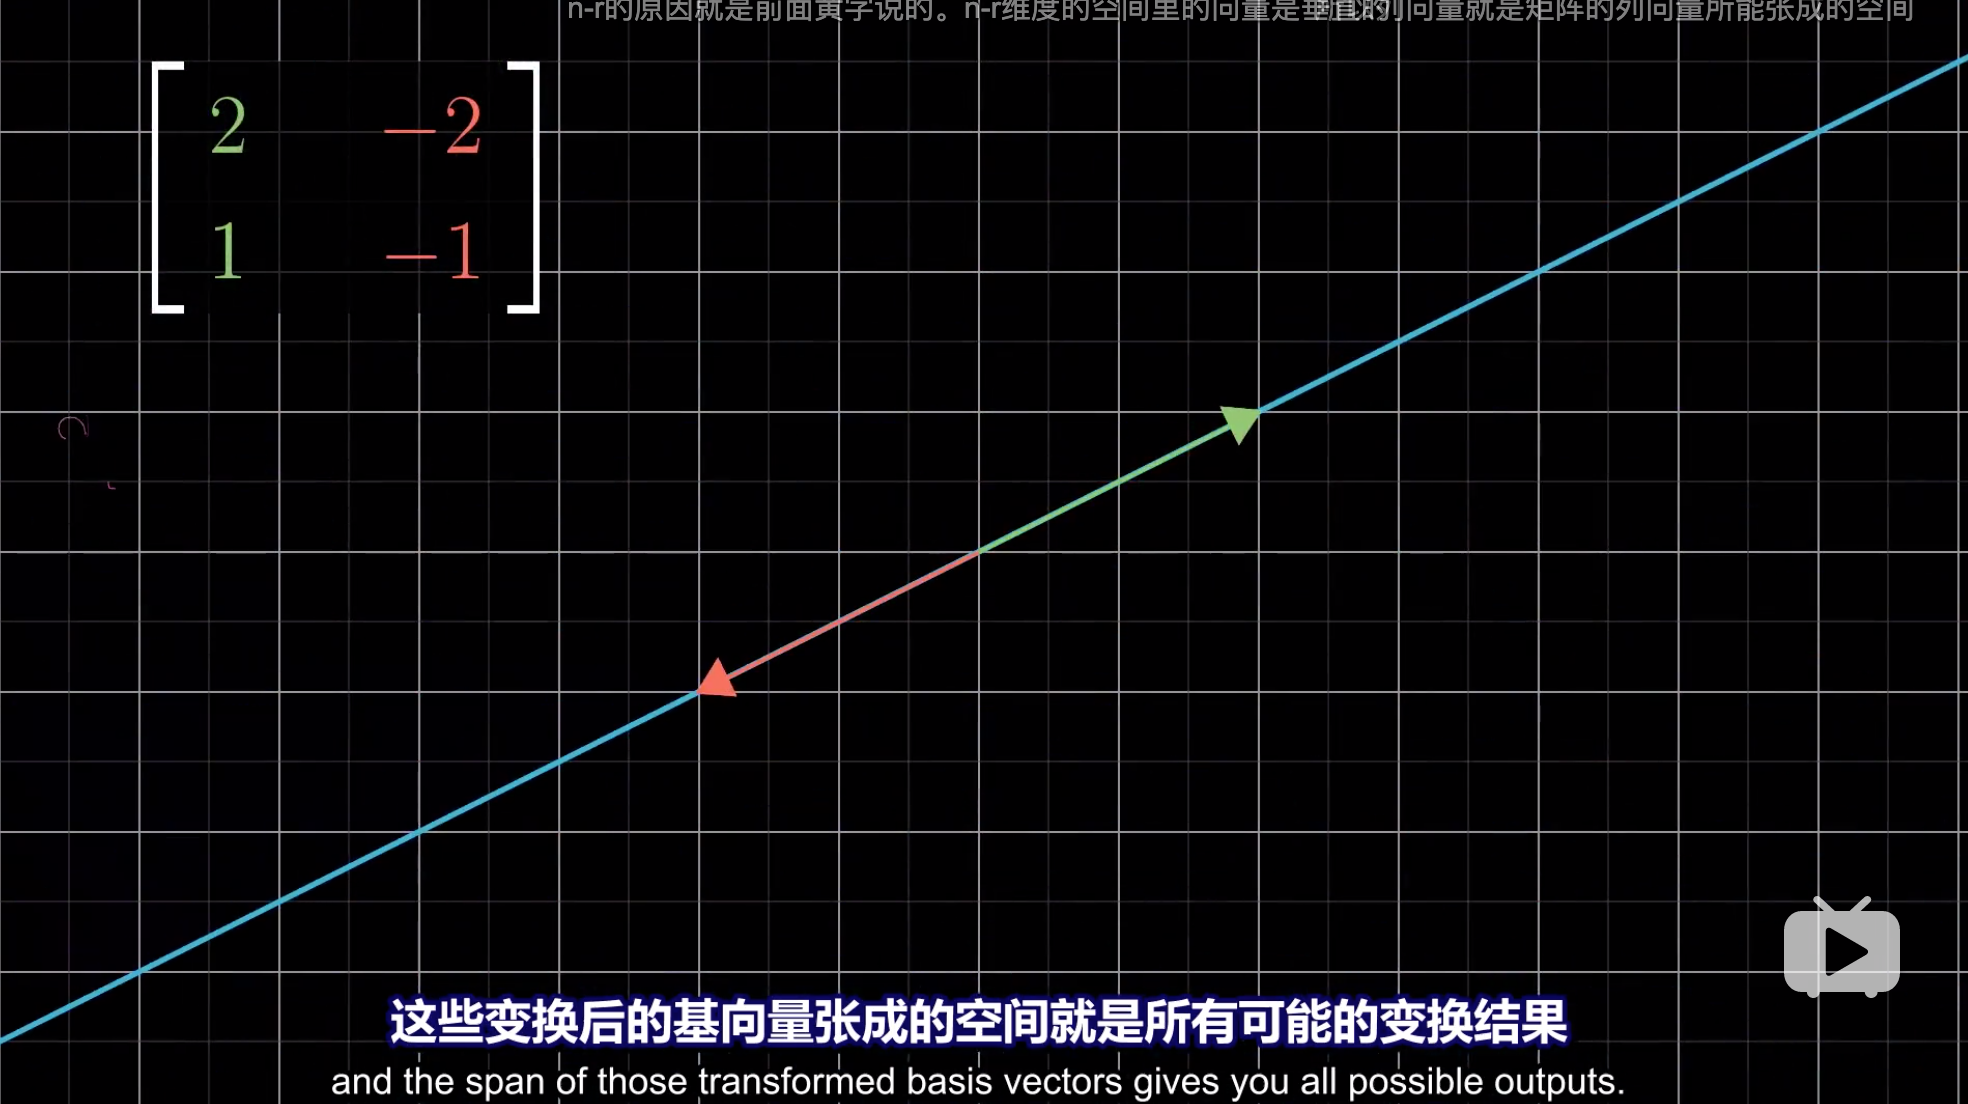 n-r的原因就是前面黄字说的。n-r维度的空间里的向量是垂直的
列向量就是矩阵的列向量所能张成的空间
2 -2
1 -1
这些变换后的基向量张成的空间就是所有可能的变换结果
and the span of those transformed basis vectors gives you all possible outputs.